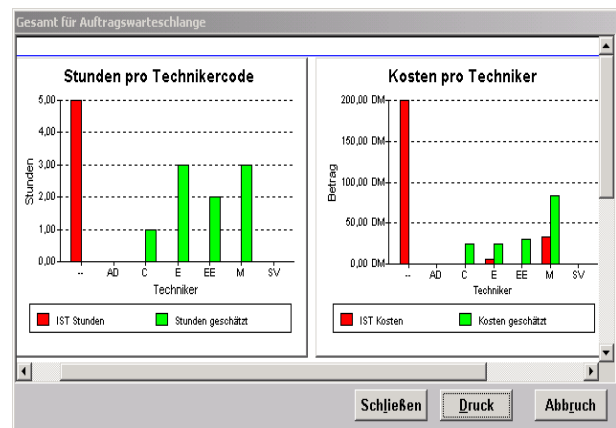 Gesamt für Auftragswarteschlange
Stunden pro Technikercode
5,00
4,00
3,00
2,00
1,00
0,00
Stunden
-- AD C E EE M SV
Techniker
IST Stunden Stunden geschätzt
Kosten pro Techniker
200,00 DM
150,00 DM
100,00 DM
50,00 DM
0,00 DM
Betrag
-- AD C E EE M SV
Techniker
IST Kosten Kosten geschätzt
Schließen Druck Abbruch